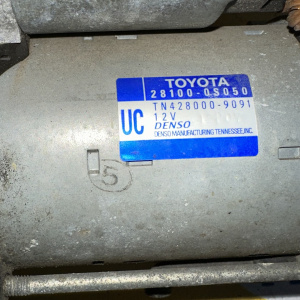 TOYOTA
28100-0S050
TN428000-9091
UC
12V
DENSO
DENSO MANUFACTURING TENNESSEE, INC.
5